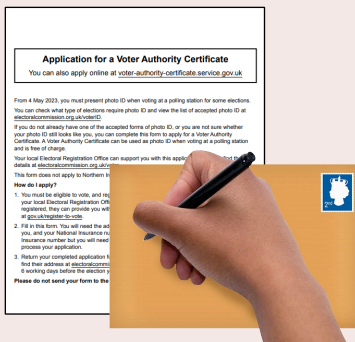 Application for a Voter Authority Certificate
You can also apply online at voter-authority-certificate.service.gov.uk
From 4 May 2023, you must present photo ID when voting at a polling station for some elections.
You can check what type of elections require photo ID and view the list of accepted photo ID at
electoralcommission.org.uk/voterID.
If you do not already have one of the accepted forms of photo ID, or you are not sure whether
your photo ID still looks like you, you can complete this form to apply for a Voter Authority
Certificate. A Voter Authority Certificate can be used as photo ID when voting at a polling station
and is free of charge.
Your local Electoral Registration Office can support you with this
details at
This form does not apply to Northern
How do I apply?
1. You must be eligible to vote, and
your local Electoral Registration
registered, they can provide you
at gov.uk/register-to-vote.
2. Fill in this form. You will need the
you, and your National Insurance
Insurance number but you will need
process your application.
3. Return your completed application
find their address at
6 working days before the election
Please do not send your form to the
2nd